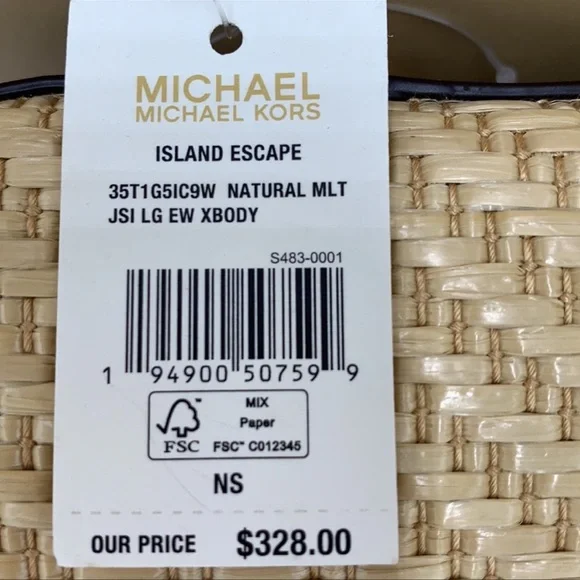 MICHAEL
MICHAEL KORS
ISLAND ESCAPE
35T1G5IC9W NATURAL MLT
JSI LG EW XBODY
S483-0001
1 94900 50759 9
FSC
MIX
Paper
FSC™ C012345
NS
OUR PRICE $328.00